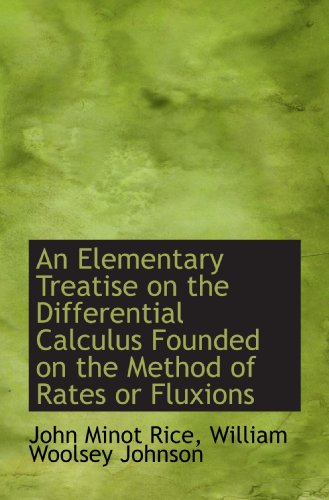 An Elementary
Treatise on the
Differential
Calculus Founded
on the Method of
Rates or Fluxions
John Minot Rice, William
Woolsey Johnson